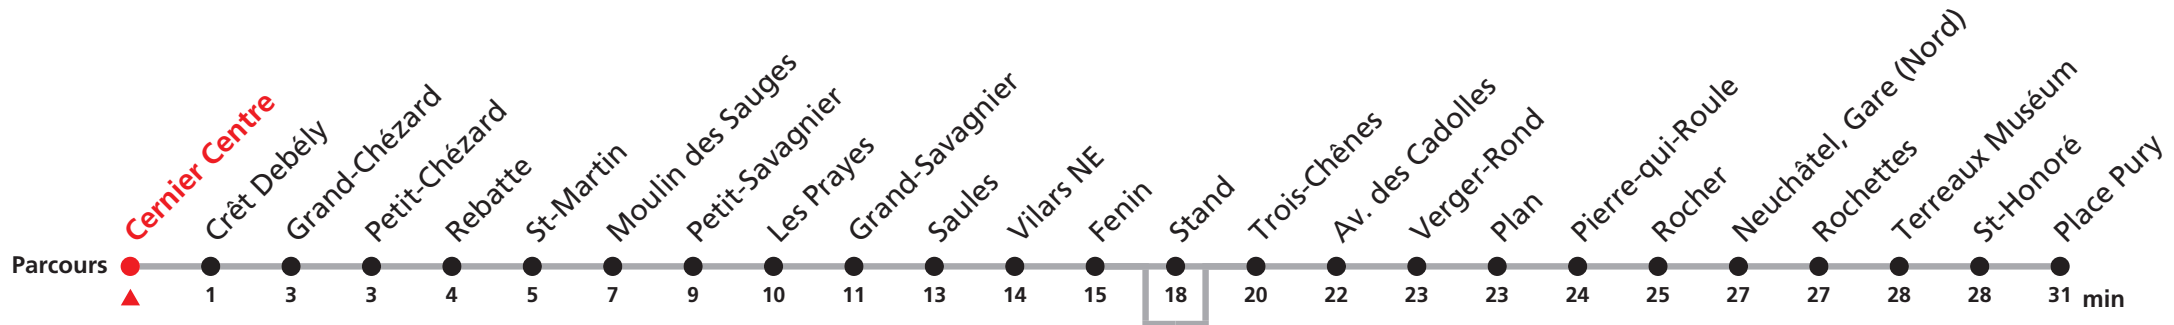 Cernier Centre
Crêt Debély
Grand-Chézard
Petit-Chézard
Rebatte
St-Martin
Moulin des Sauges
Petit-Savagnier
Les Prayes
Grand-Savagnier
Saules
Vilars NE
Fenin
Stand
Trois-Chênes
Av. des Cadolles
Verger-Rond
Plan
Pierre-qui-Roule
Rocher
Neuchâtel, Gare (Nord)
Rochettes
Terreaux Muséum
St-Honoré
Place Pury
Parcours
1 3 3 4 5 7 9 10 11 13 14 15 18 20 22 23 23 24 25 27 27 28 28 31 min